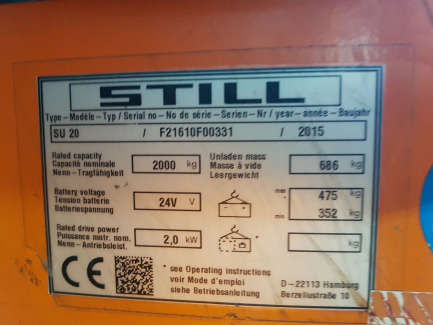 STILL
Type - Modèle - Typ / Serial no - No de série - Serien - Nr / year - année - Baujahr
SU 20 / F21610F00331 / 2015
Rated capacity
Capacité nominale 2000 kg
Nenn - Tragfähigkeit
Unladen mass
Masse à vide 686 kg
Leergewicht
Battery voltage
Tension batterie 24V V
Batteriespannung
max 475 kg
min 352 kg
Rated drive power
Puissance motr. nom. 2,0 kW
Nenn - Antriebsleist.
* kg
CE
* see Operating instructions
voir Mode d'emploi
siehe Betriebsanleitung
D - 22113 Hamburg
Berzeliusstraße 10